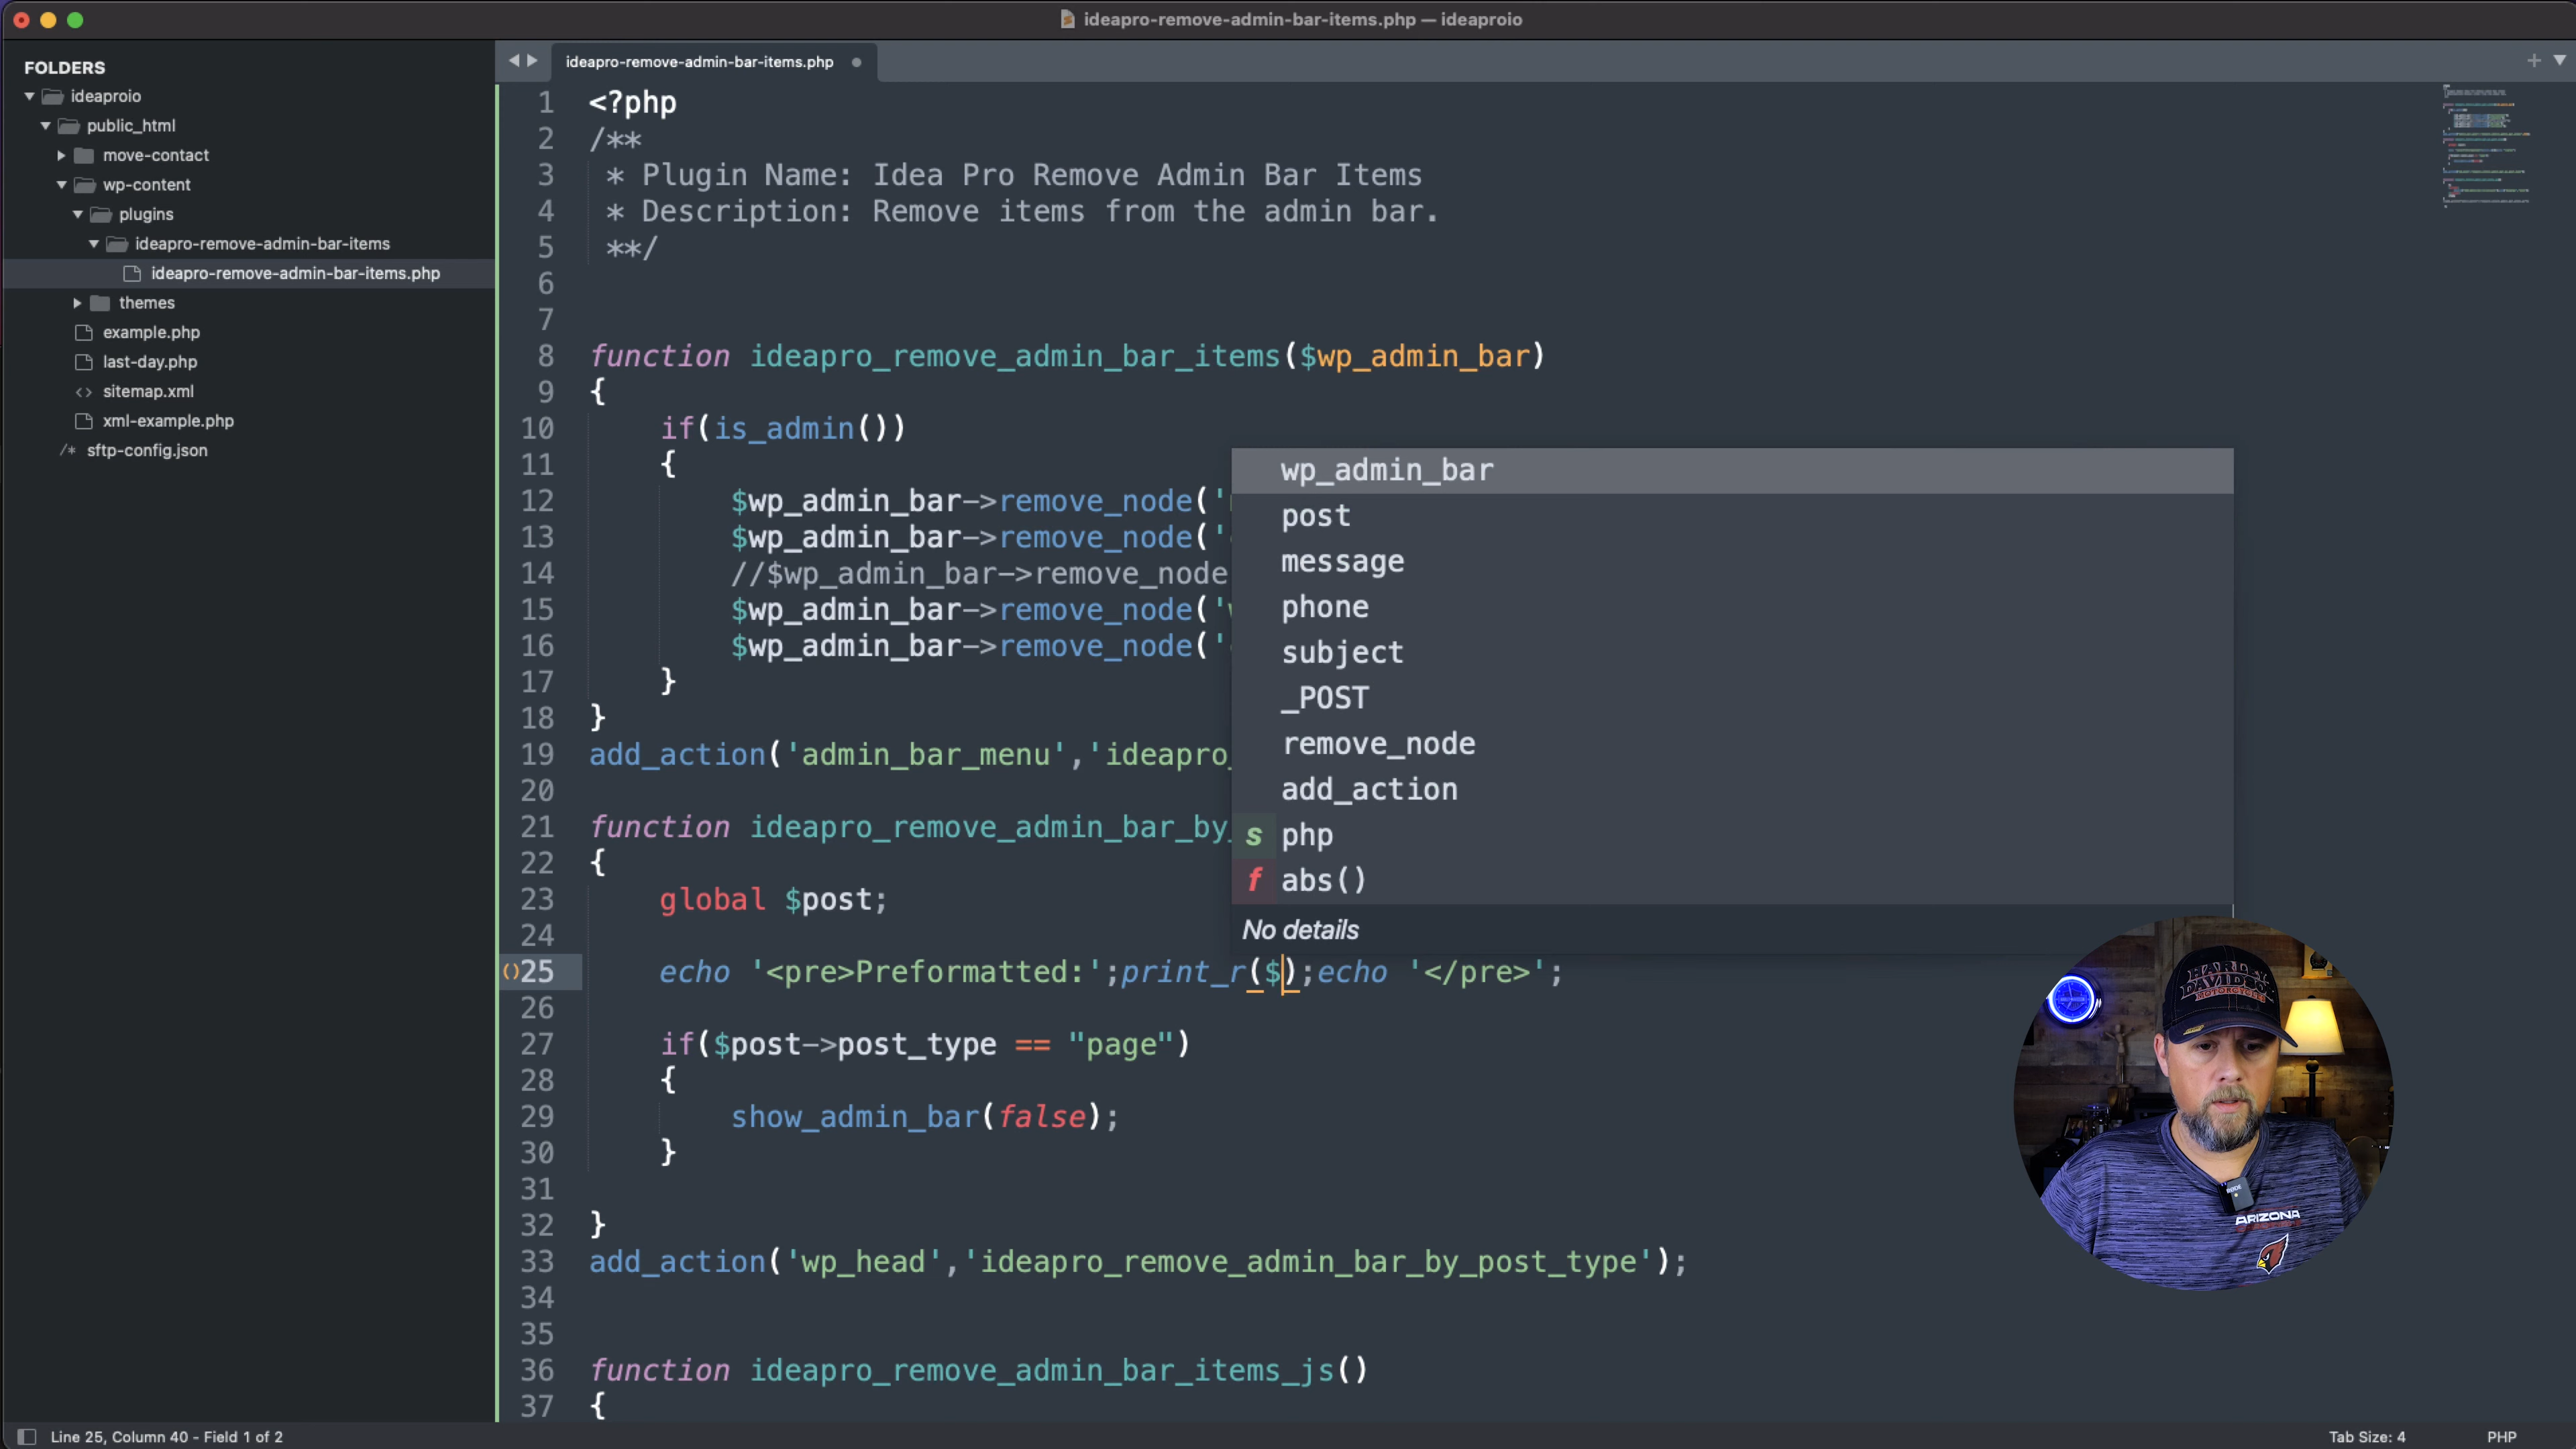 ideapro-remove-admin-bar-items.php — ideaproio
FOLDERS
ideaproio
public_html
move-contact
wp-content
plugins
ideapro-remove-admin-bar-items
ideapro-remove-admin-bar-items.php
themes
example.php
last-day.php
<> sitemap.xml
xml-example.php
/* sftp-config.json
ideapro-remove-admin-bar-items.php
1 <?php
2 /**
3 * Plugin Name: Idea Pro Remove Admin Bar Items
4 * Description: Remove items from the admin bar.
5 **/
6
7
8 function ideapro_remove_admin_bar_items($wp_admin_bar)
9 {
10 if(is_admin())
11 {
12 $wp_admin_bar->remove_node('
13 $wp_admin_bar->remove_node('
14 //$wp_admin_bar->remove_node
15 $wp_admin_bar->remove_node('
16 $wp_admin_bar->remove_node('
17 }
18 }
19 add_action('admin_bar_menu','ideapro_
20
21 function ideapro_remove_admin_bar_by_
22 {
23 global $post;
24
25 echo '<pre>Preformatted:';print_r($);echo '</pre>';
26
27 if($post->post_type == "page")
28 {
29 show_admin_bar(false);
30 }
31
32 }
33 add_action('wp_head','ideapro_remove_admin_bar_by_post_type');
34
35
36 function ideapro_remove_admin_bar_items_js()
37 {
wp_admin_bar
post
message
phone
subject
_POST
remove_node
add_action
s php
f abs()
No details
HARLEY-DAVIDSON
MOTORCYCLES
RODE
ARIZONA
Line 25, Column 40 - Field 1 of 2
Tab Size: 4
PHP